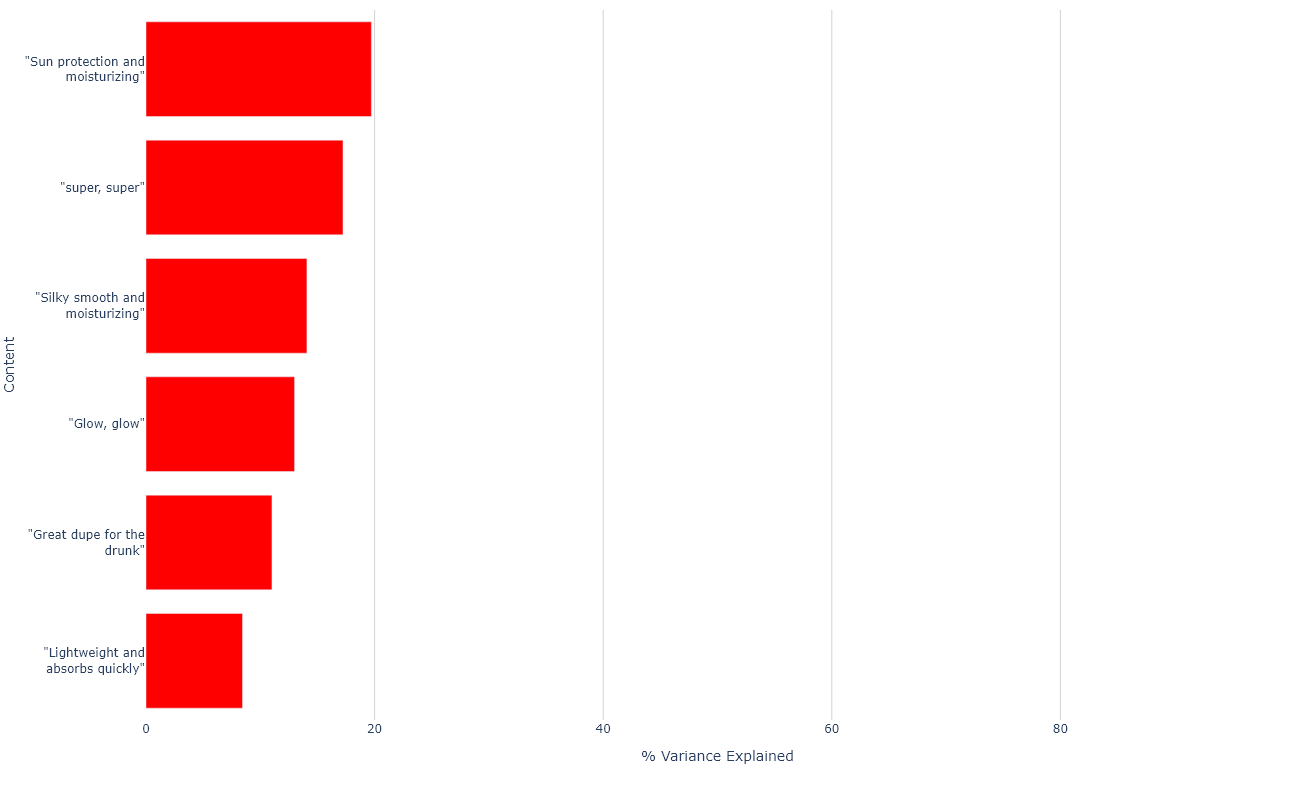 "Sun protection and
moisturizing"
"super, super"
"Silky smooth and
moisturizing"
"Glow, glow"
"Great dupe for the
drunk"
"Lightweight and
absorbs quickly"
Content
0 20 40 60 80
% Variance Explained